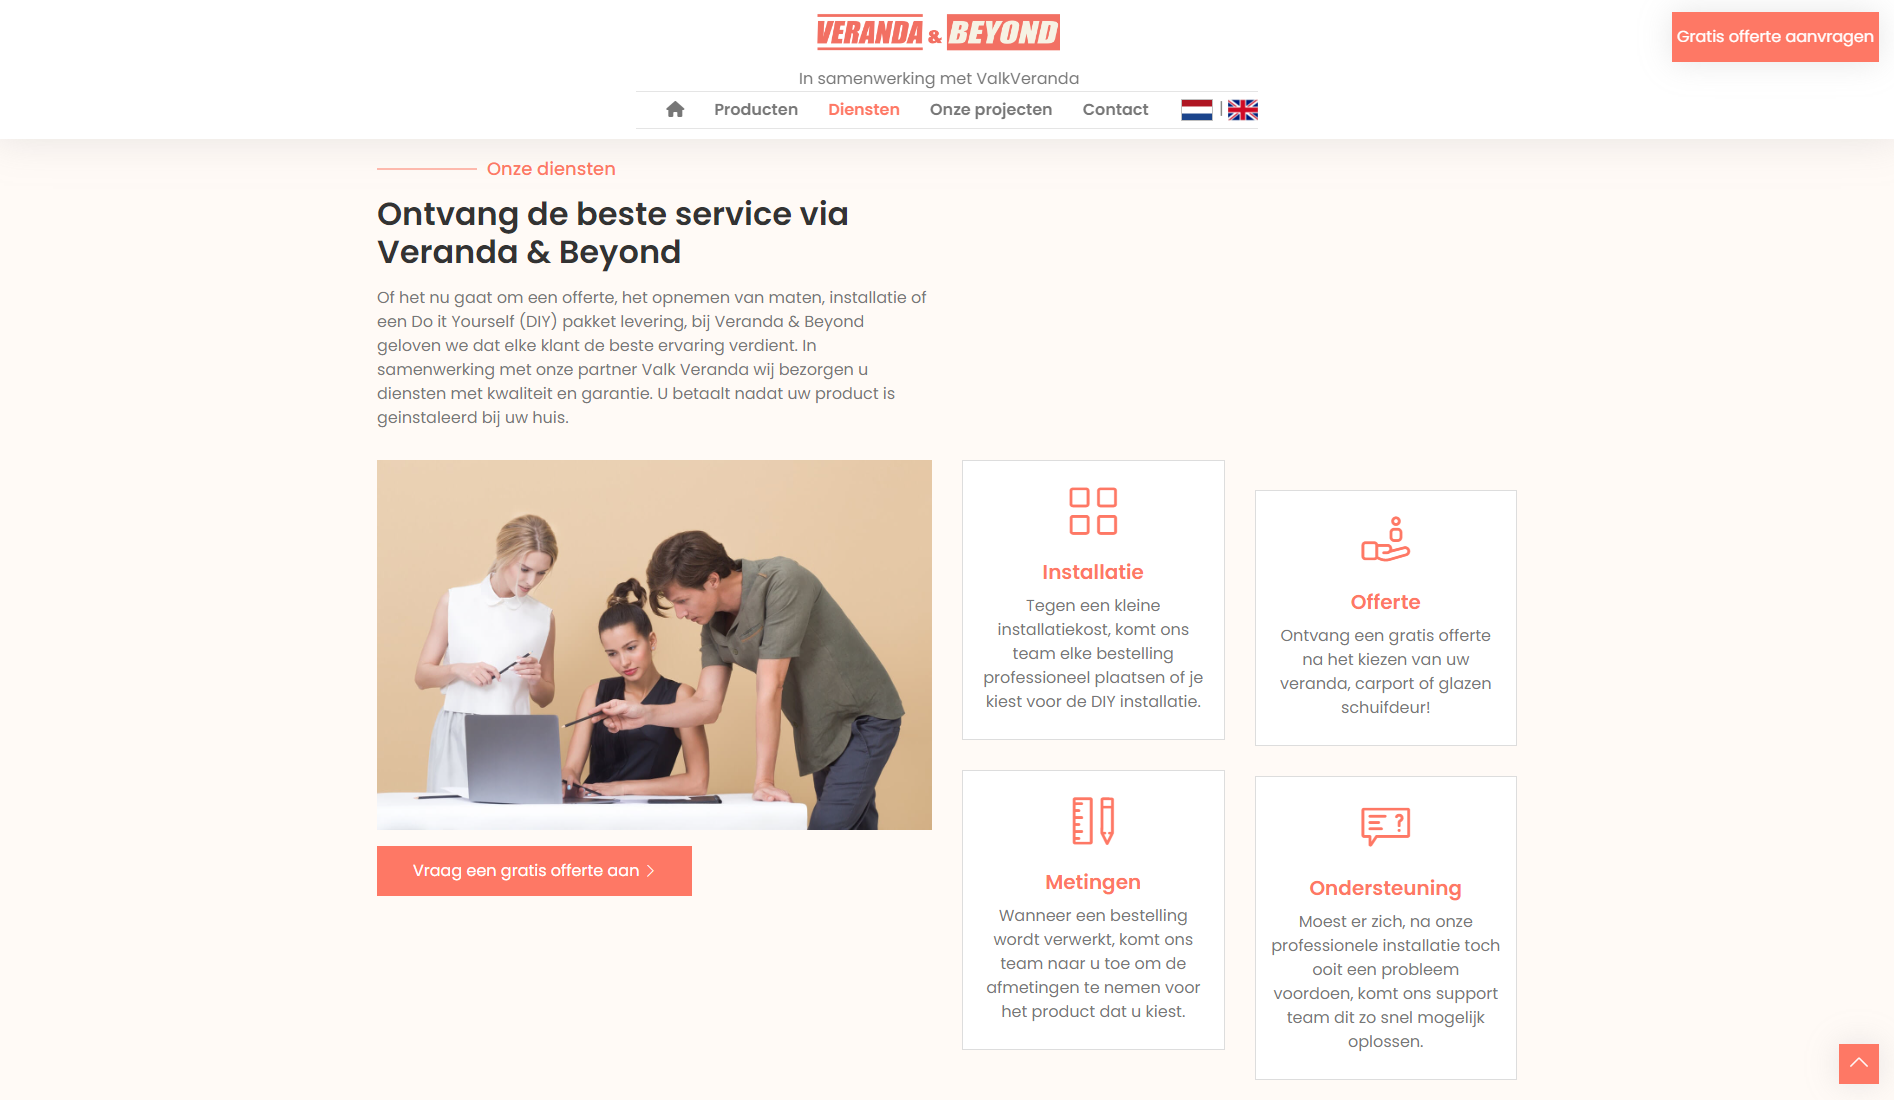 VERANDA & BEYOND
Gratis offerte aanvragen
In samenwerking met ValkVeranda
Producten Diensten Onze projecten Contact |
Onze diensten
Ontvang de beste service via
Veranda & Beyond
Of het nu gaat om een offerte, het opnemen van maten, installatie of
een Do it Yourself (DIY) pakket levering, bij Veranda & Beyond
geloven we dat elke klant de beste ervaring verdient. In
samenwerking met onze partner Valk Veranda wij bezorgen u
diensten met kwaliteit en garantie. U betaalt nadat uw product is
geinstaleerd bij uw huis.
Vraag een gratis offerte aan
Installatie
Tegen een kleine
installatiekost, komt ons
team elke bestelling
professioneel plaatsen of je
kiest voor de DIY installatie.
Offerte
Ontvang een gratis offerte
na het kiezen van uw
veranda, carport of glazen
schuifdeur!
Metingen
Wanneer een bestelling
wordt verwerkt, komt ons
team naar u toe om de
afmetingen te nemen voor
het product dat u kiest.
Ondersteuning
Moest er zich, na onze
professionele installatie toch
ooit een probleem
voordoen, komt ons support
team dit zo snel mogelijk
oplossen.